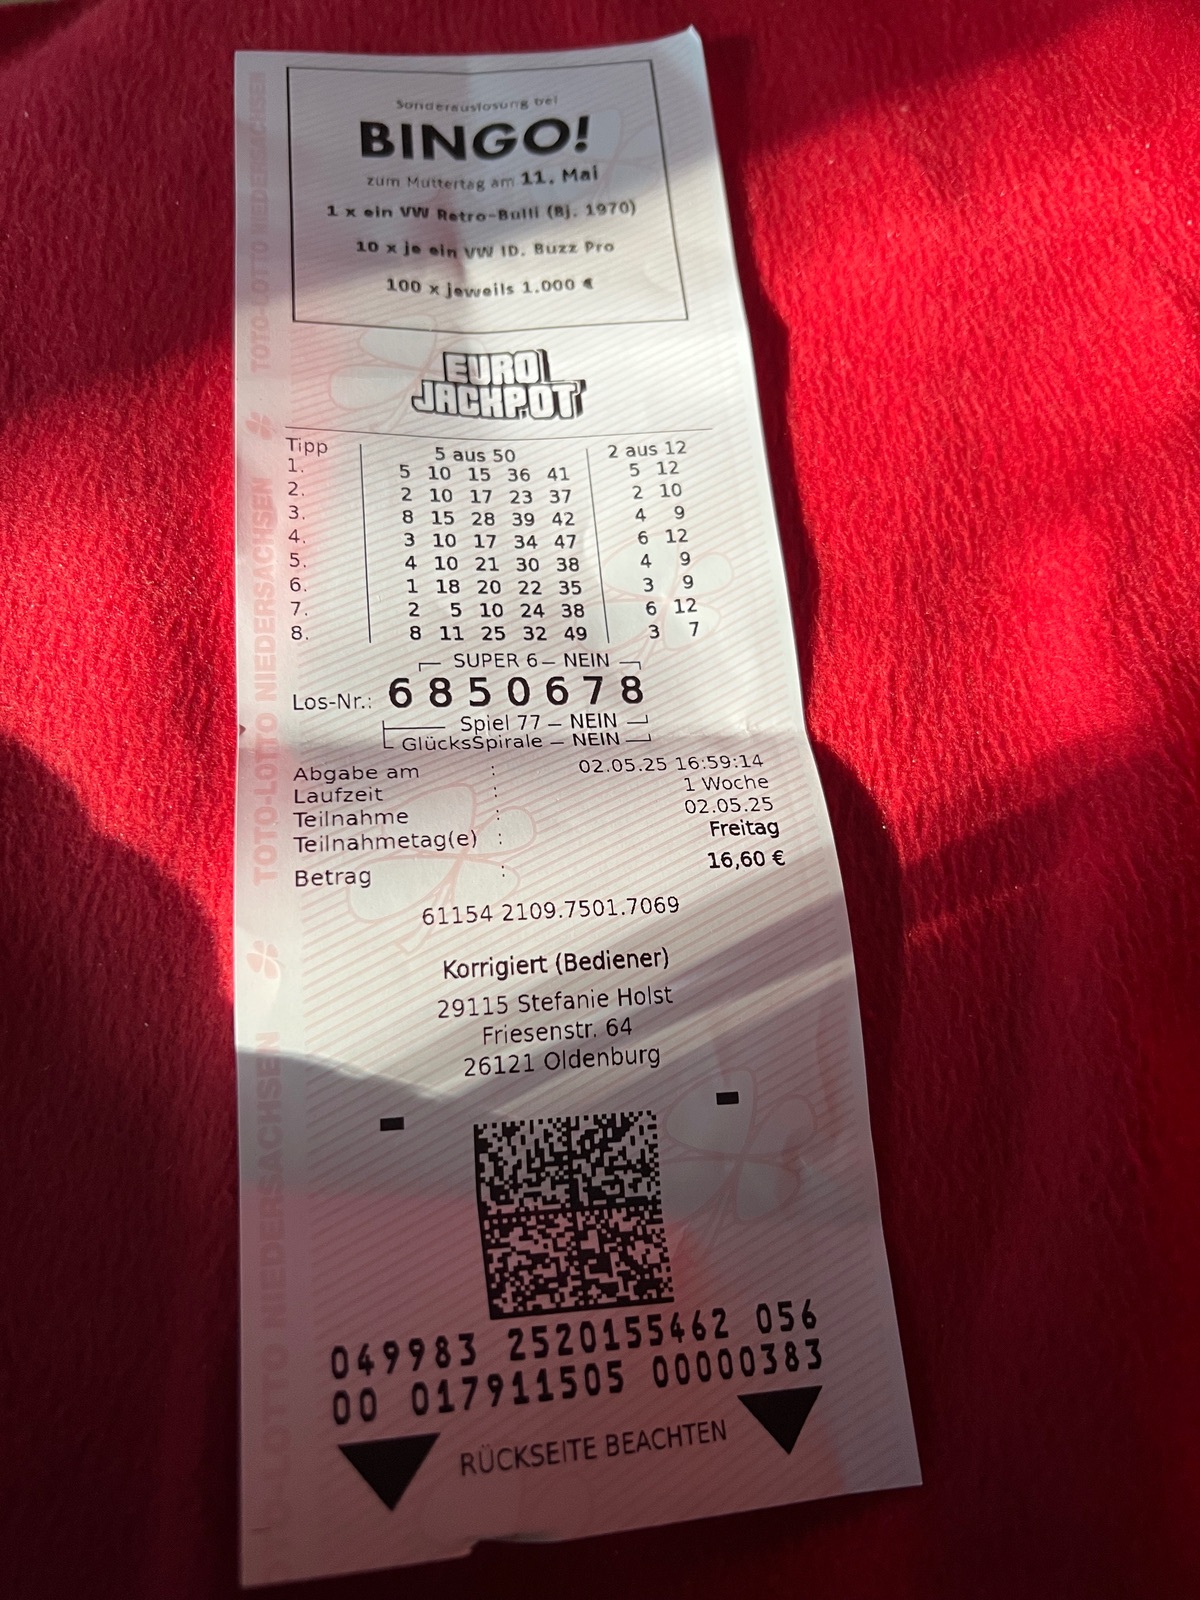 Sonderauslosung bei
BINGO!
zum Muttertag am 11. Mai
1 x ein VW Retro-Bulli (Bj. 1970)
10 x je ein VW ID. Buzz Pro
100 x jeweils 1.000 €
EURO
JACKPOT
Tipp 5 aus 50 2 aus 12
1. 5 10 15 36 41 5 12
2. 2 10 17 23 37 2 10
3. 8 15 28 39 42 4 9
4. 3 10 17 34 47 6 12
5. 4 10 21 30 38 4 9
6. 1 18 20 22 35 3 9
7. 2 5 10 24 38 6 12
8. 8 11 25 32 49 3 7
SUPER 6 – NEIN
Los-Nr.: 6850678
Spiel 77 – NEIN
GlücksSpirale – NEIN
Abgabe am : 02.05.25 16:59:14
Laufzeit : 1 Woche
Teilnahme : 02.05.25
Teilnahmetag(e) : Freitag
Betrag : 16,60 €
61154 2109.7501.7069
Korrigiert (Bediener)
29115 Stefanie Holst
Friesenstr. 64
26121 Oldenburg
049983 2520155462 056
00 017911505 00000383
RÜCKSEITE BEACHTEN
TOTO-LOTTO NIEDERSACHSEN
TOTO-LOTTO NIEDERSACHSEN
TOTO-LOTTO NIEDERSACHSEN